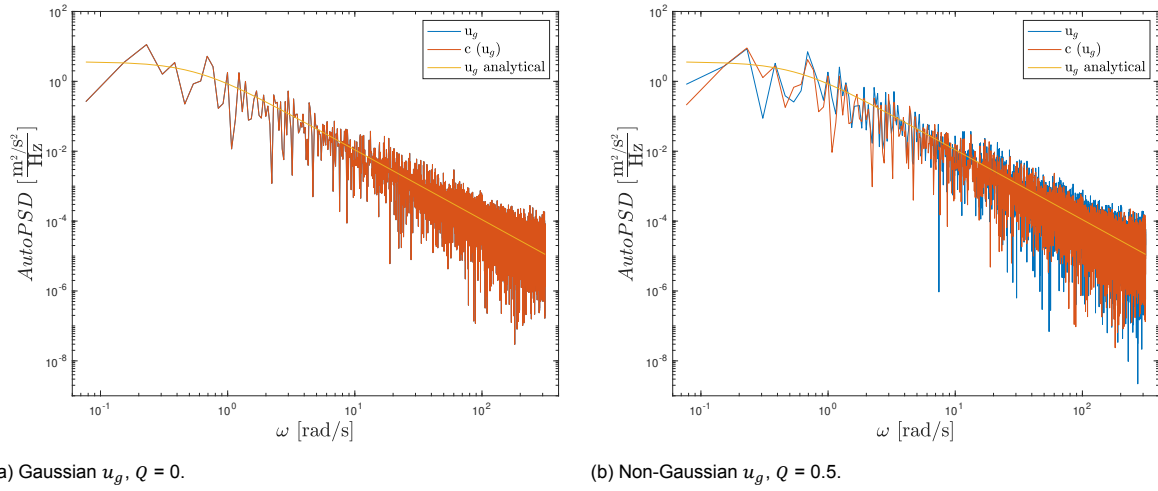 10^2
10^0
10^-2
10^-4
10^-6
10^-8
AutoPSD [ m²/s² / Hz ]
10^-1
10^0
10^1
10^2
ω [rad/s]
u_g
c (u_g)
u_g analytical
a) Gaussian u_g, Q = 0.
10^2
10^0
10^-2
10^-4
10^-6
10^-8
AutoPSD [ m²/s² / Hz ]
10^-1
10^0
10^1
10^2
ω [rad/s]
u_g
c (u_g)
u_g analytical
(b) Non-Gaussian u_g, Q = 0.5.